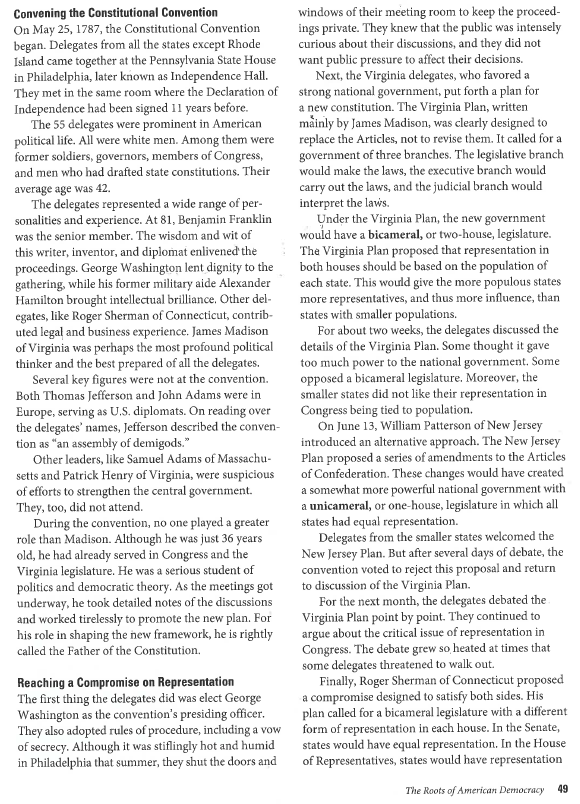 Convening the Constitutional Convention
On May 25, 1787, the Constitutional Convention
began. Delegates from all the states except Rhode
Island came together at the Pennsylvania State House
in Philadelphia, later known as Independence Hall.
They met in the same room where the Declaration of
Independence had been signed 11 years before.
The 55 delegates were prominent in American
political life. All were white men. Among them were
former soldiers, governors, members of Congress,
and men who had drafted state constitutions. Their
average age was 42.
The delegates represented a wide range of per-
sonalities and experience. At 81, Benjamin Franklin
was the senior member. The wisdom and wit of
this writer, inventor, and diplomat enlivened the
proceedings. George Washington lent dignity to the
gathering, while his former military aide Alexander
Hamilton brought intellectual brilliance. Other del-
egates, like Roger Sherman of Connecticut, contrib-
uted legal and business experience. James Madison
of Virginia was perhaps the most profound political
thinker and the best prepared of all the delegates.
Several key figures were not at the convention.
Both Thomas Jefferson and John Adams were in
Europe, serving as U.S. diplomats. On reading over
the delegates' names, Jefferson described the conven-
tion as "an assembly of demigods."
Other leaders, like Samuel Adams of Massachu-
setts and Patrick Henry of Virginia, were suspicious
of efforts to strengthen the central government.
They, too, did not attend.
During the convention, no one played a greater
role than Madison. Although he was just 36 years
old, he had already served in Congress and the
Virginia legislature. He was a serious student of
politics and democratic theory. As the meetings got
underway, he took detailed notes of the discussions
and worked tirelessly to promote the new plan. For
his role in shaping the new framework, he is rightly
called the Father of the Constitution.
Reaching a Compromise on Representation
The first thing the delegates did was elect George
Washington as the convention's presiding officer.
They also adopted rules of procedure, including a vow
of secrecy. Although it was stiflingly hot and humid
in Philadelphia that summer, they shut the doors and
windows of their meeting room to keep the proceed-
ings private. They knew that the public was intensely
curious about their discussions, and they did not
want public pressure to affect their decisions.
Next, the Virginia delegates, who favored a
strong national government, put forth a plan for
a new constitution. The Virginia Plan, written
mainly by James Madison, was clearly designed to
replace the Articles, not to revise them. It called for a
government of three branches. The legislative branch
would make the laws, the executive branch would
carry out the laws, and the judicial branch would
interpret the laws.
Under the Virginia Plan, the new government
would have a bicameral, or two-house, legislature.
The Virginia Plan proposed that representation in
both houses should be based on the population of
each state. This would give the more populous states
more representatives, and thus more influence, than
states with smaller populations.
For about two weeks, the delegates discussed the
details of the Virginia Plan. Some thought it gave
too much power to the national government. Some
opposed a bicameral legislature. Moreover, the
smaller states did not like their representation in
Congress being tied to population.
On June 13, William Patterson of New Jersey
introduced an alternative approach. The New Jersey
Plan proposed a series of amendments to the Articles
of Confederation. These changes would have created
a somewhat more powerful national government with
a unicameral, or one-house, legislature in which all
states had equal representation.
Delegates from the smaller states welcomed the
New Jersey Plan. But after several days of debate, the
convention voted to reject this proposal and return
to discussion of the Virginia Plan.
For the next month, the delegates debated the
Virginia Plan point by point. They continued to
argue about the critical issue of representation in
Congress. The debate grew so heated at times that
some delegates threatened to walk out.
Finally, Roger Sherman of Connecticut proposed
a compromise designed to satisfy both sides. His
plan called for a bicameral legislature with a different
form of representation in each house. In the Senate,
states would have equal representation. In the House
of Representatives, states would have representation
The Roots of American Democracy 49